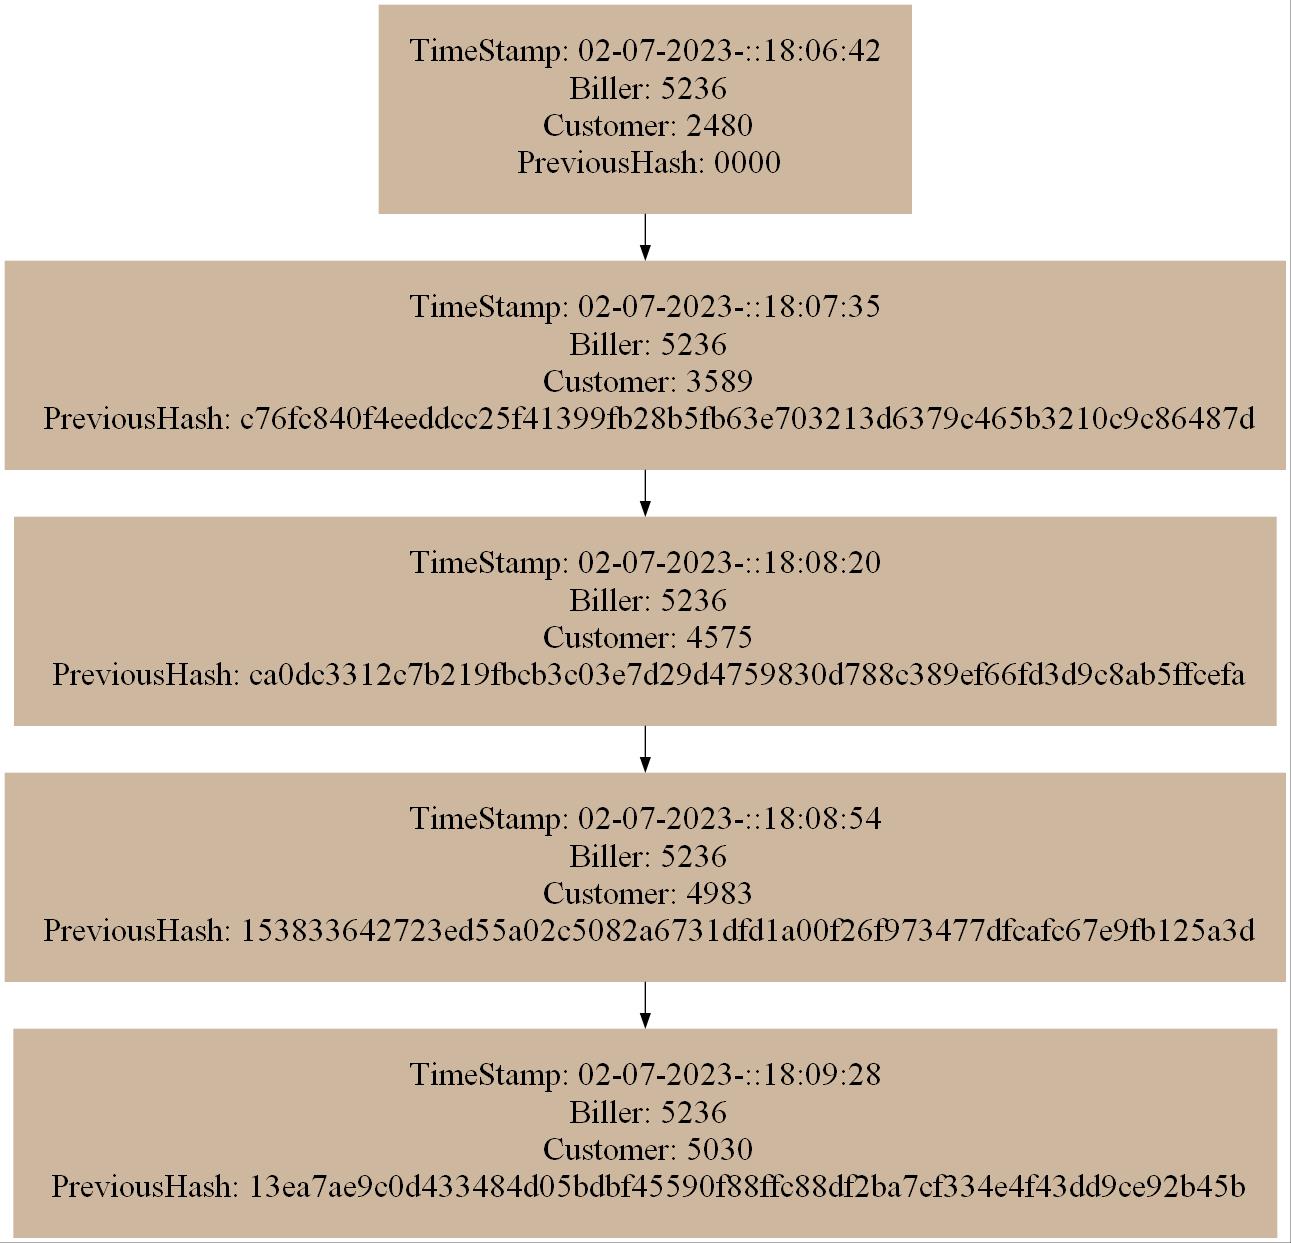 TimeStamp: 02-07-2023-::18:06:42
Biller: 5236
Customer: 2480
PreviousHash: 0000
TimeStamp: 02-07-2023-::18:07:35
Biller: 5236
Customer: 3589
PreviousHash: c76fc840f4eeddcc25f41399fb28b5fb63e703213d6379c465b3210c9c86487d
TimeStamp: 02-07-2023-::18:08:20
Biller: 5236
Customer: 4575
PreviousHash: ca0dc3312c7b219fbcb3c03e7d29d4759830d788c389ef66fd3d9c8ab5ffcefa
TimeStamp: 02-07-2023-::18:08:54
Biller: 5236
Customer: 4983
PreviousHash: 153833642723ed55a02c5082a6731dfd1a00f26f973477dfcafc67e9fb125a3d
TimeStamp: 02-07-2023-::18:09:28
Biller: 5236
Customer: 5030
PreviousHash: 13ea7ae9c0d433484d05bdbf45590f88ffc88df2ba7cf334e4f43dd9ce92b45b